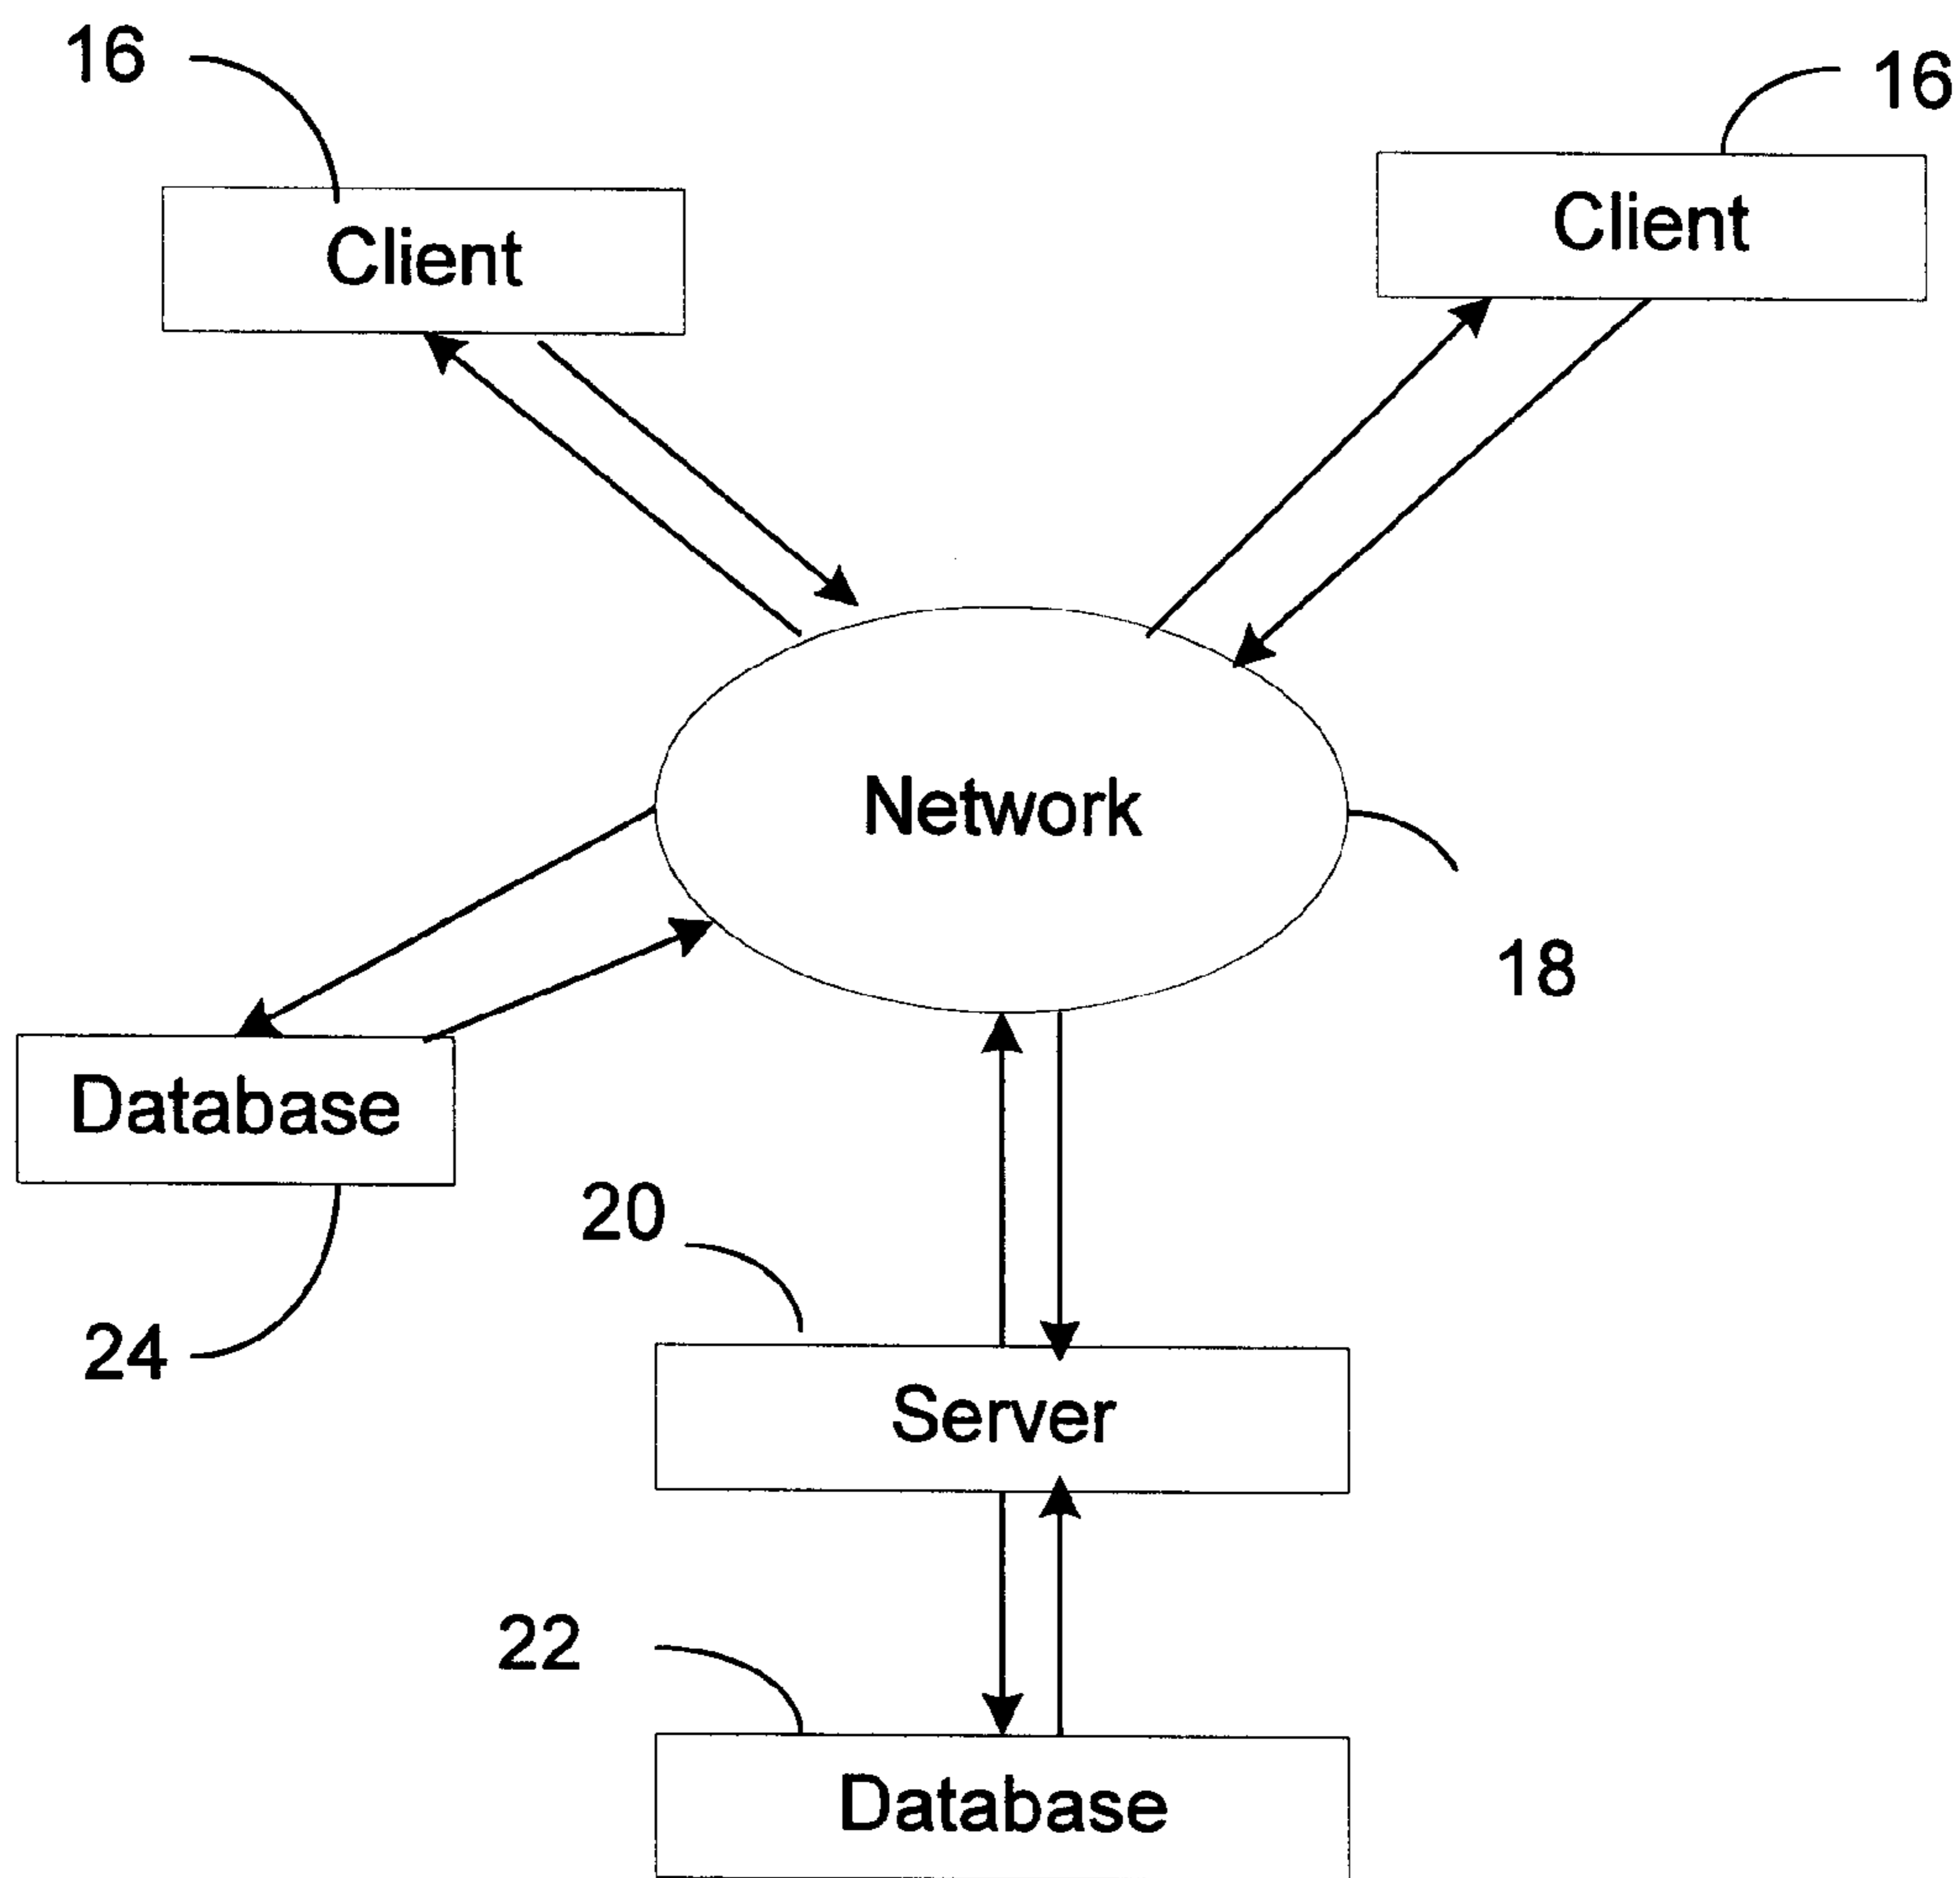 16
16
Client
Client
Network
18
Database
20
24
Server
22
Database